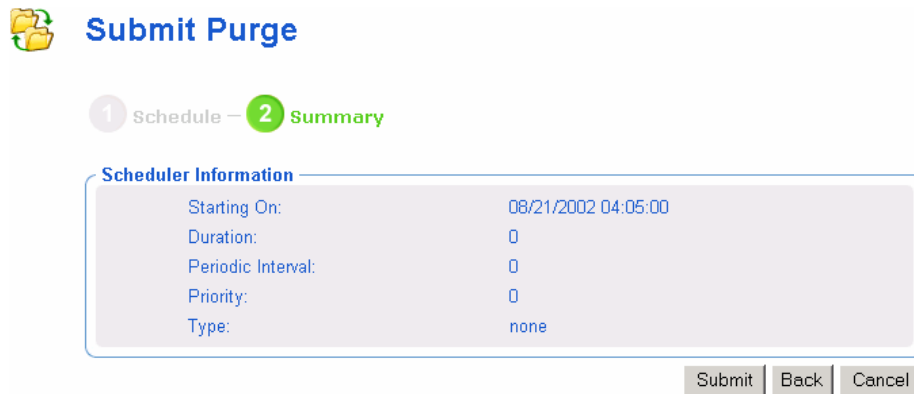 Submit Purge
1 Schedule – 2 Summary
Scheduler Information
Starting On: 08/21/2002 04:05:00
Duration: 0
Periodic Interval: 0
Priority: 0
Type: none
Submit Back Cancel